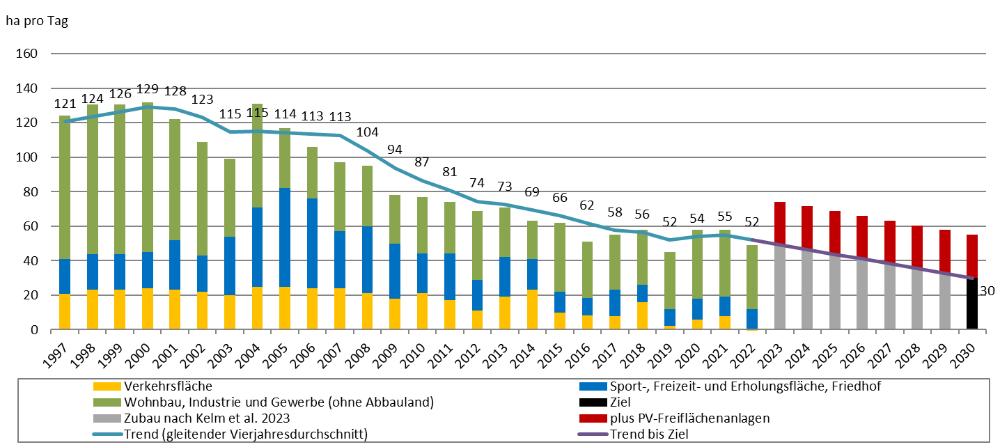 ha pro Tag
160
140
120
100
80
60
40
20
0
121 124 126 129 128 123 115 115 114 113 113 104 94 87 81 74 73 69 66 62 58 56 52 54 55 52 30
1997 1998 1999 2000 2001 2002 2003 2004 2005 2006 2007 2008 2009 2010 2011 2012 2013 2014 2015 2016 2017 2018 2019 2020 2021 2022 2023 2024 2025 2026 2027 2028 2029 2030
Verkehrsfläche
Sport-, Freizeit- und Erholungsfläche, Friedhof
Wohnbau, Industrie und Gewerbe (ohne Abbauland)
Ziel
Zubau nach Kelm et al. 2023
plus PV-Freiflächenanlagen
Trend (gleitender Vierjahresdurchschnitt)
Trend bis Ziel